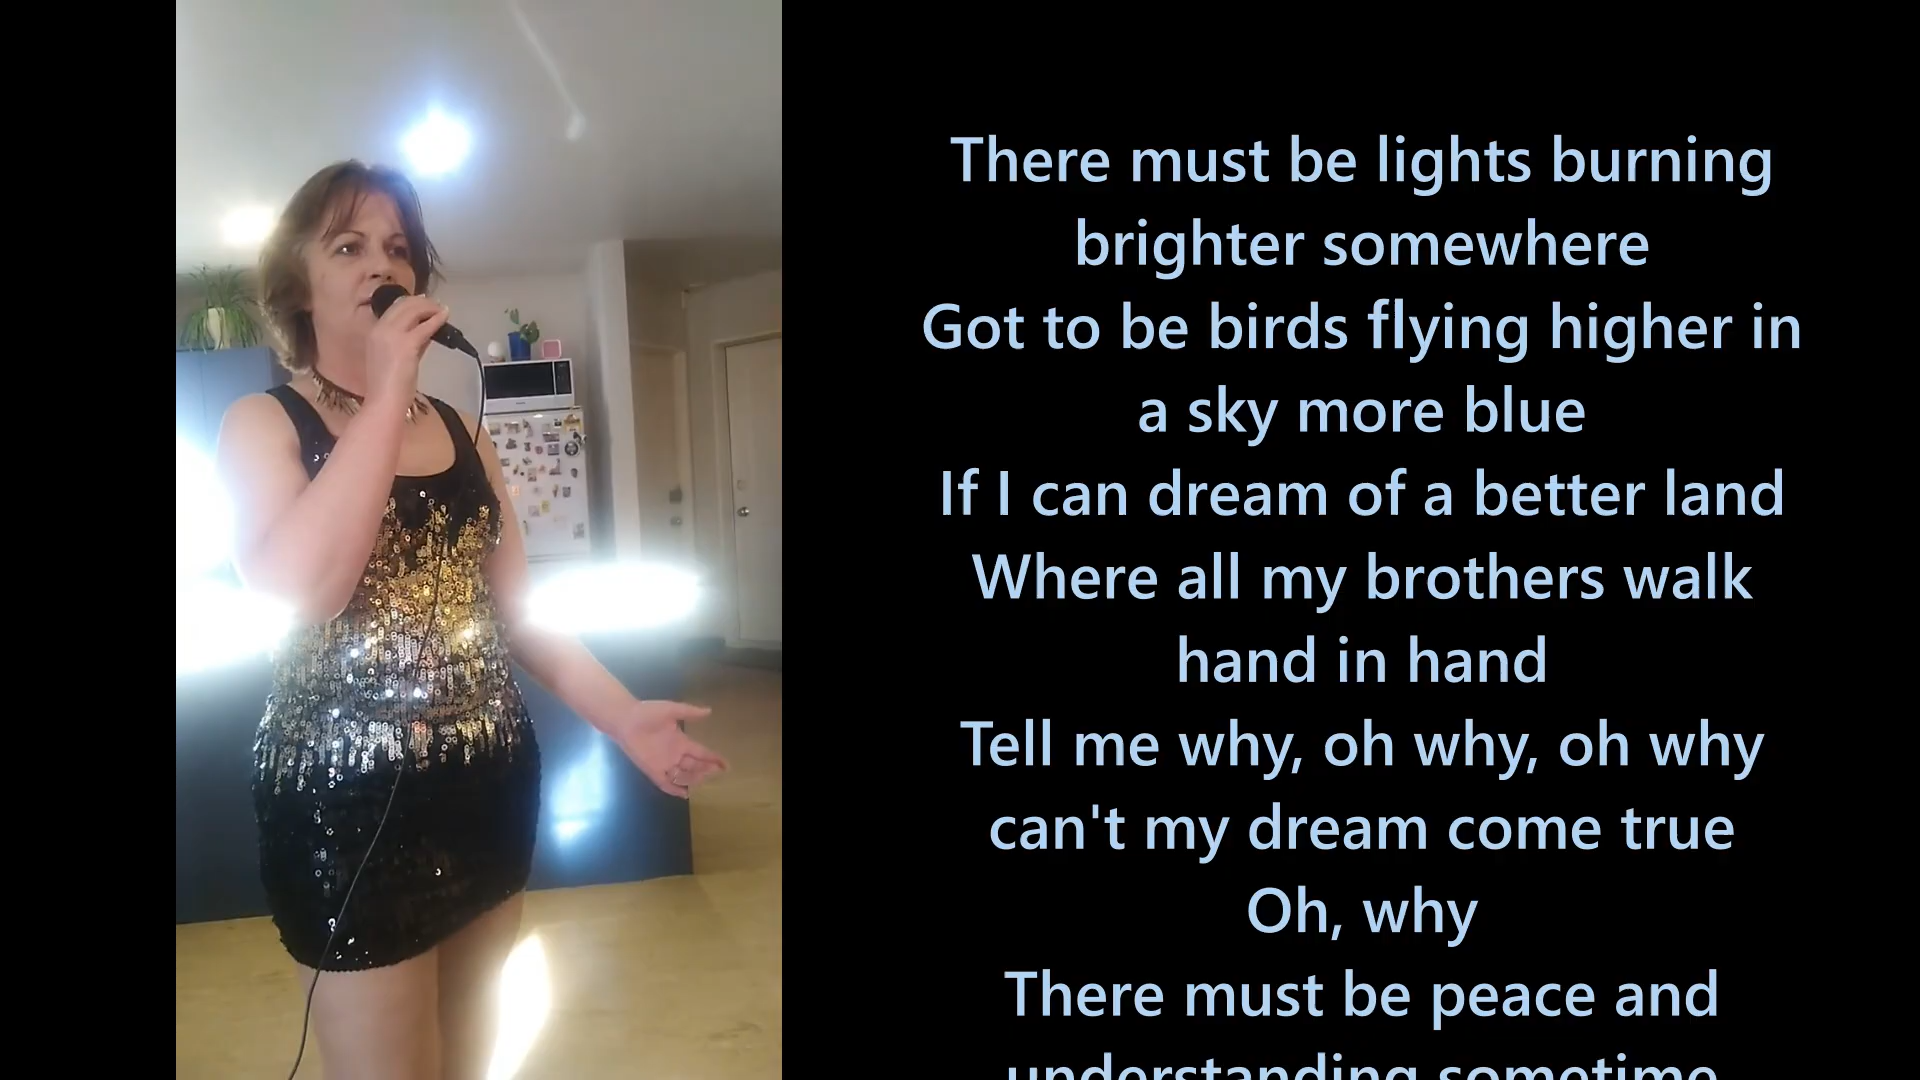 There must be lights burning
brighter somewhere
Got to be birds flying higher in
a sky more blue
If I can dream of a better land
Where all my brothers walk
hand in hand
Tell me why, oh why, oh why
can't my dream come true
Oh, why
There must be peace and
understanding sometime